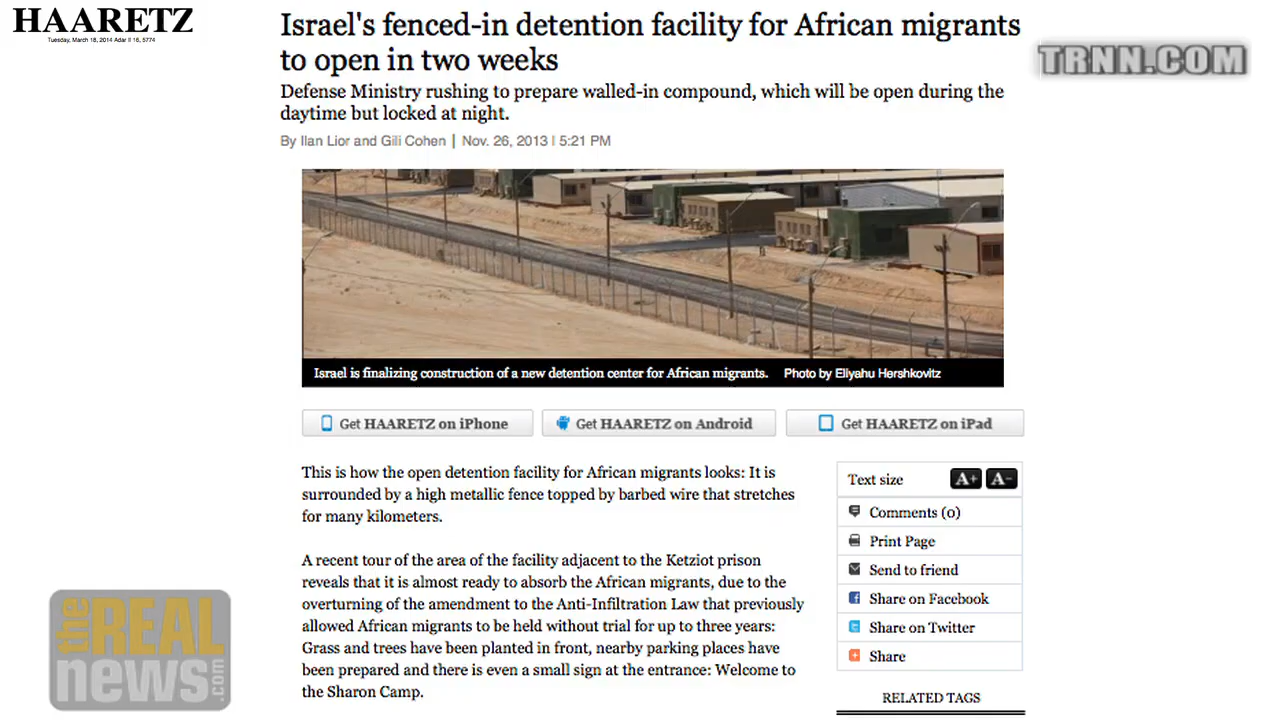 HAARETZ
Tuesday, March 18, 2014 Adar II 16, 5774
Israel's fenced-in detention facility for African migrants
to open in two weeks
TRNN.COM
Defense Ministry rushing to prepare walled-in compound, which will be open during the
daytime but locked at night.
By Ilan Lior and Gili Cohen | Nov. 26, 2013 | 5:21 PM
Israel is finalizing construction of a new detention center for African migrants. Photo by Eliyahu Hershkovitz
Get HAARETZ on iPhone
Get HAARETZ on Android
Get HAARETZ on iPad
This is how the open detention facility for African migrants looks: It is
surrounded by a high metallic fence topped by barbed wire that stretches
for many kilometers.
A recent tour of the area of the facility adjacent to the Ketziot prison
reveals that it is almost ready to absorb the African migrants, due to the
overturning of the amendment to the Anti-Infiltration Law that previously
allowed African migrants to be held without trial for up to three years:
Grass and trees have been planted in front, nearby parking places have
been prepared and there is even a small sign at the entrance: Welcome to
the Sharon Camp.
Text size A+ A-
Comments (0)
Print Page
Send to friend
Share on Facebook
Share on Twitter
Share
RELATED TAGS
the REAL
news.com